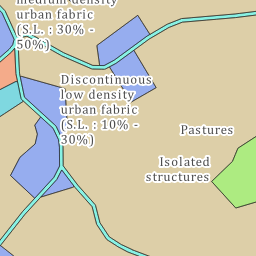 medium density
urban fabric
(S.L. : 30% -
50%)
Discontinuous
low density
urban fabric
(S.L. : 10% -
30%)
Pastures
Isolated
structures